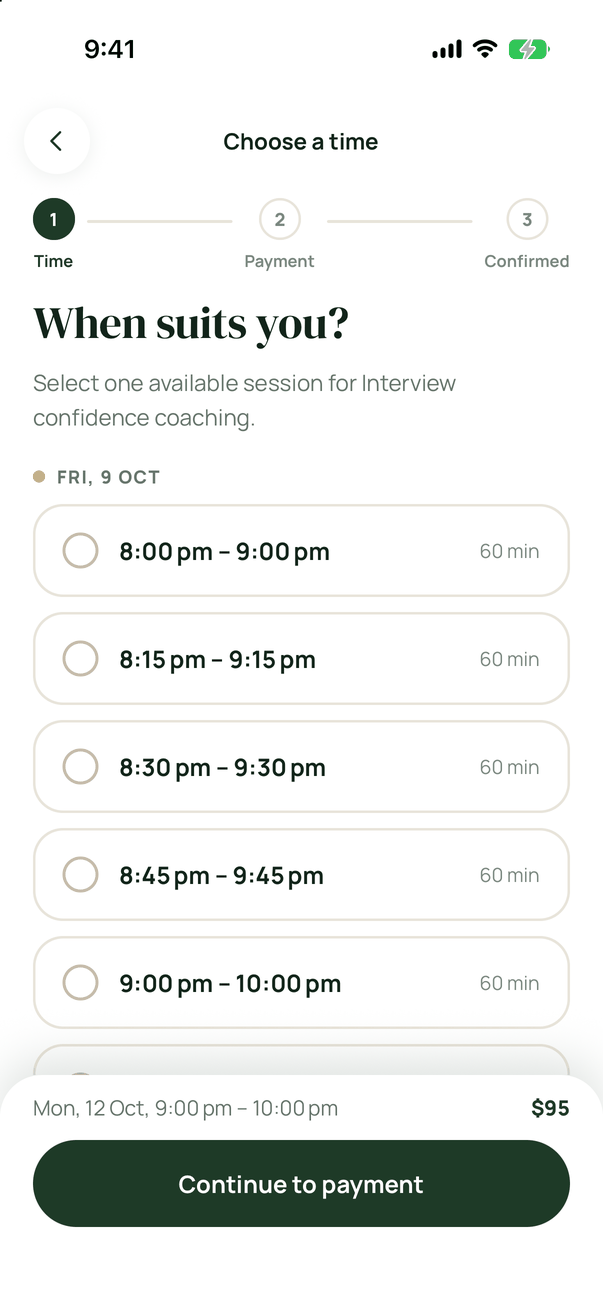 9:41
Choose a time
1
2
3
Time
Payment
Confirmed
When suits you?
Select one available session for Interview
confidence coaching.
FRI, 9 OCT
8:00 pm – 9:00 pm
60 min
8:15 pm – 9:15 pm
60 min
8:30 pm – 9:30 pm
60 min
8:45 pm – 9:45 pm
60 min
9:00 pm – 10:00 pm
60 min
Mon, 12 Oct, 9:00 pm – 10:00 pm
$95
Continue to payment